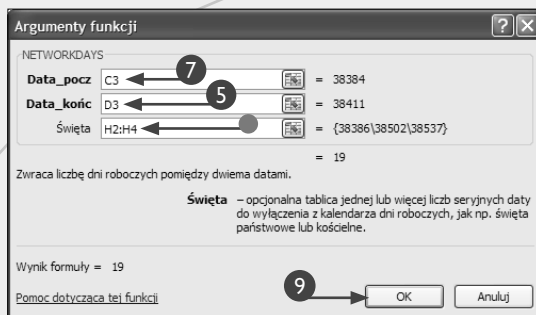 Argumenty funkcji
NETWORKDAYS
Data_pocz C3 7 = 38384
Data_końc D3 5 = 38411
Święta H2:H4 = {38386\38502\38537}
= 19
Zwraca liczbę dni roboczych pomiędzy dwiema datami.
Święta – opcjonalna tablica jednej lub więcej liczb seryjnych daty
do wyłączenia z kalendarza dni roboczych, jak np. święta
państwowe lub kościelne.
Wynik formuły = 19
Pomoc dotycząca tej funkcji 9 OK Anuluj